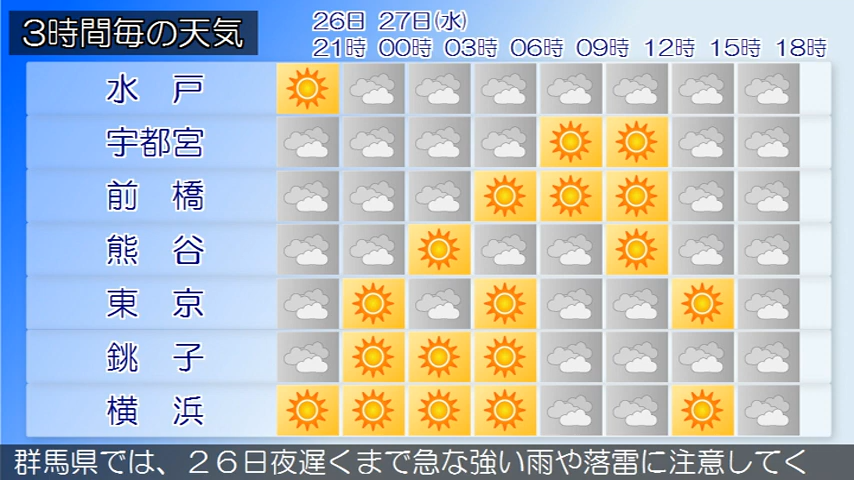 3時間毎の天気
26日 27日(水)
21時 00時 03時 06時 09時 12時 15時 18時
水 戸
宇都宮
前 橋
熊 谷
東 京
銚 子
横 浜
群馬県では、２６日夜遅くまで急な強い雨や落雷に注意してく